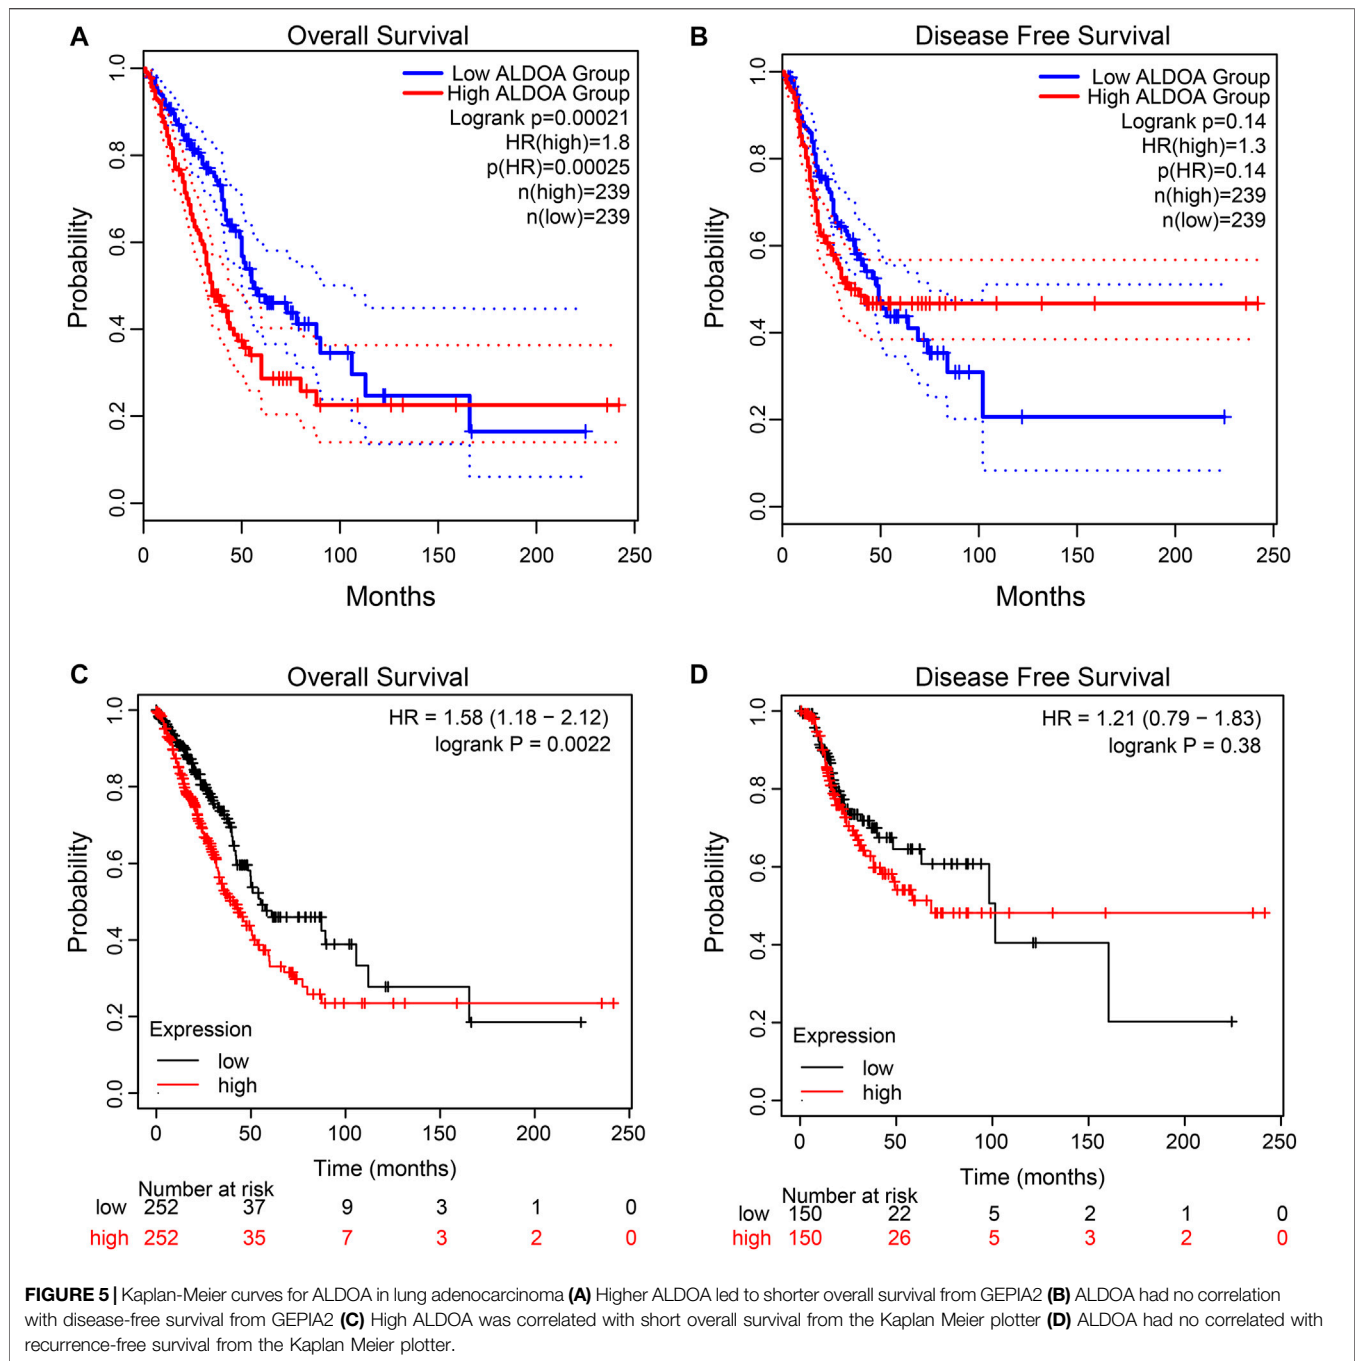 A
Overall Survival
Low ALDOA Group
High ALDOA Group
Logrank p=0.00021
HR(high)=1.8
p(HR)=0.00025
n(high)=239
n(low)=239
Probability
0.0
0.2
0.4
0.6
0.8
1.0
0 50 100 150 200 250
Months
B
Disease Free Survival
Low ALDOA Group
High ALDOA Group
Logrank p=0.14
HR(high)=1.3
p(HR)=0.14
n(high)=239
n(low)=239
Probability
0.0
0.2
0.4
0.6
0.8
1.0
0 50 100 150 200 250
Months
C
Overall Survival
HR = 1.58 (1.18 − 2.12)
logrank P = 0.0022
Probability
0.0
0.2
0.4
0.6
0.8
1.0
Expression
low
high
0 50 100 150 200 250
Time (months)
Number at risk
low 252 37 9 3 1 0
high 252 35 7 3 2 0
D
Disease Free Survival
HR = 1.21 (0.79 − 1.83)
logrank P = 0.38
Probability
0.0
0.2
0.4
0.6
0.8
1.0
Expression
low
high
0 50 100 150 200 250
Time (months)
Number at risk
low 150 22 5 2 1 0
high 150 26 5 3 2 0
FIGURE 5 | Kaplan-Meier curves for ALDOA in lung adenocarcinoma (A) Higher ALDOA led to shorter overall survival from GEPIA2 (B) ALDOA had no correlation
with disease-free survival from GEPIA2 (C) High ALDOA was correlated with short overall survival from the Kaplan Meier plotter (D) ALDOA had no correlated with
recurrence-free survival from the Kaplan Meier plotter.